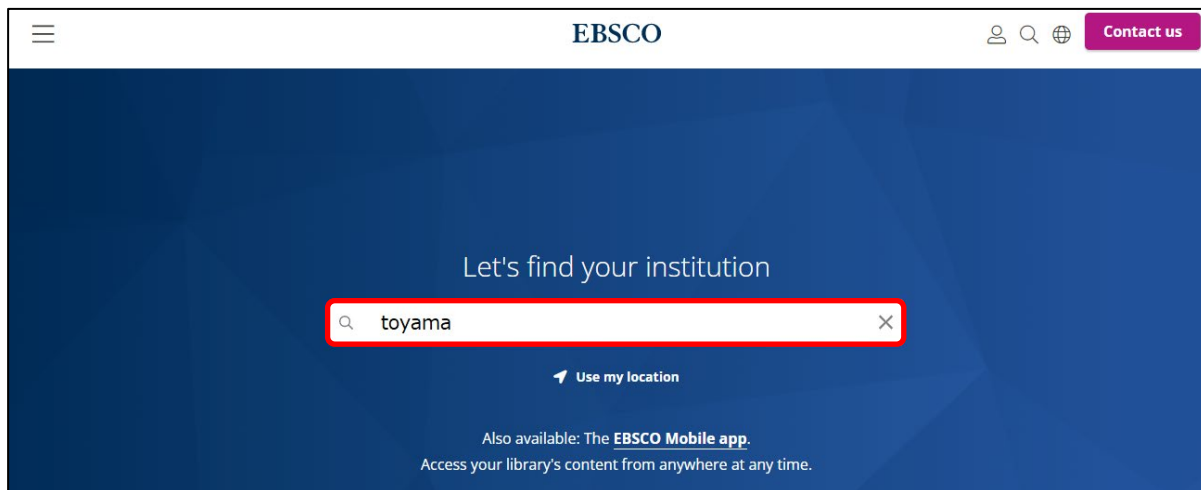 EBSCO
Contact us
Let's find your institution
toyama
Use my location
Also available: The EBSCO Mobile app.
Access your library's content from anywhere at any time.